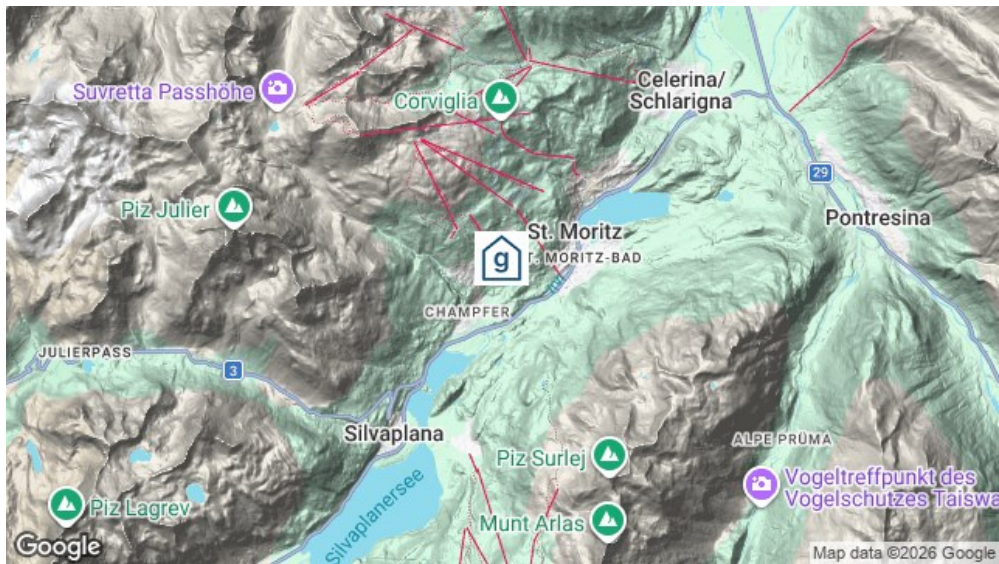 Celerina/
Schlarigna
Suvretta Passhöhe
Corviglia
29
Piz Julier
Pontresina
St. Moritz
g
T. MORITZ-BAD
CHAMPFER
JULIERPASS
3
Silvaplana
ALPE PRÜMA
Piz Surlej
Vogeltreffpunkt des
Vogelschutzes Taiswa
Piz Lagrev
Silvaplanersee
Munt Arlas
Google
Map data ©2026 Google